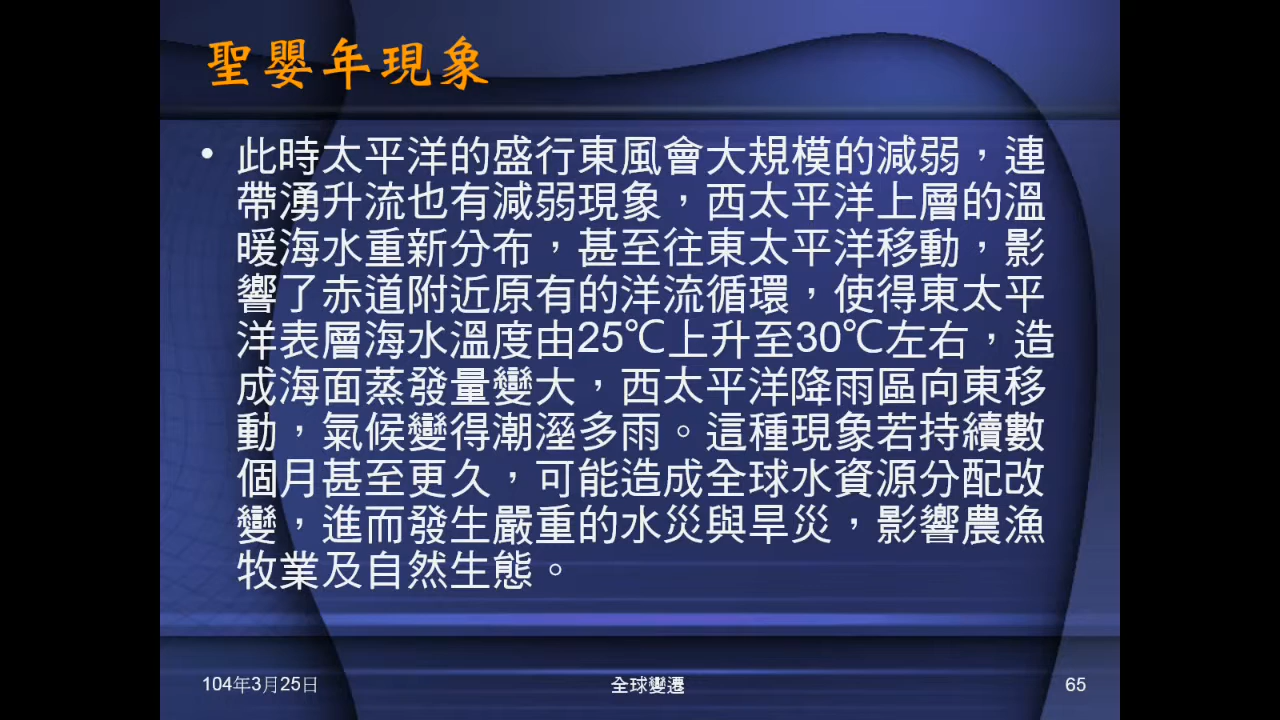 聖嬰年現象
• 此時太平洋的盛行東風會大規模的減弱，連
帶湧升流也有減弱現象，西太平洋上層的溫
暖海水重新分布，甚至往東太平洋移動，影
響了赤道附近原有的洋流循環，使得東太平
洋表層海水溫度由25℃上升至30℃左右，造
成海面蒸發量變大，西太平洋降雨區向東移
動，氣候變得潮溼多雨。這種現象若持續數
個月甚至更久，可能造成全球水資源分配改
變，進而發生嚴重的水災與旱災，影響農漁
牧業及自然生態。
104年3月25日
全球變遷
65